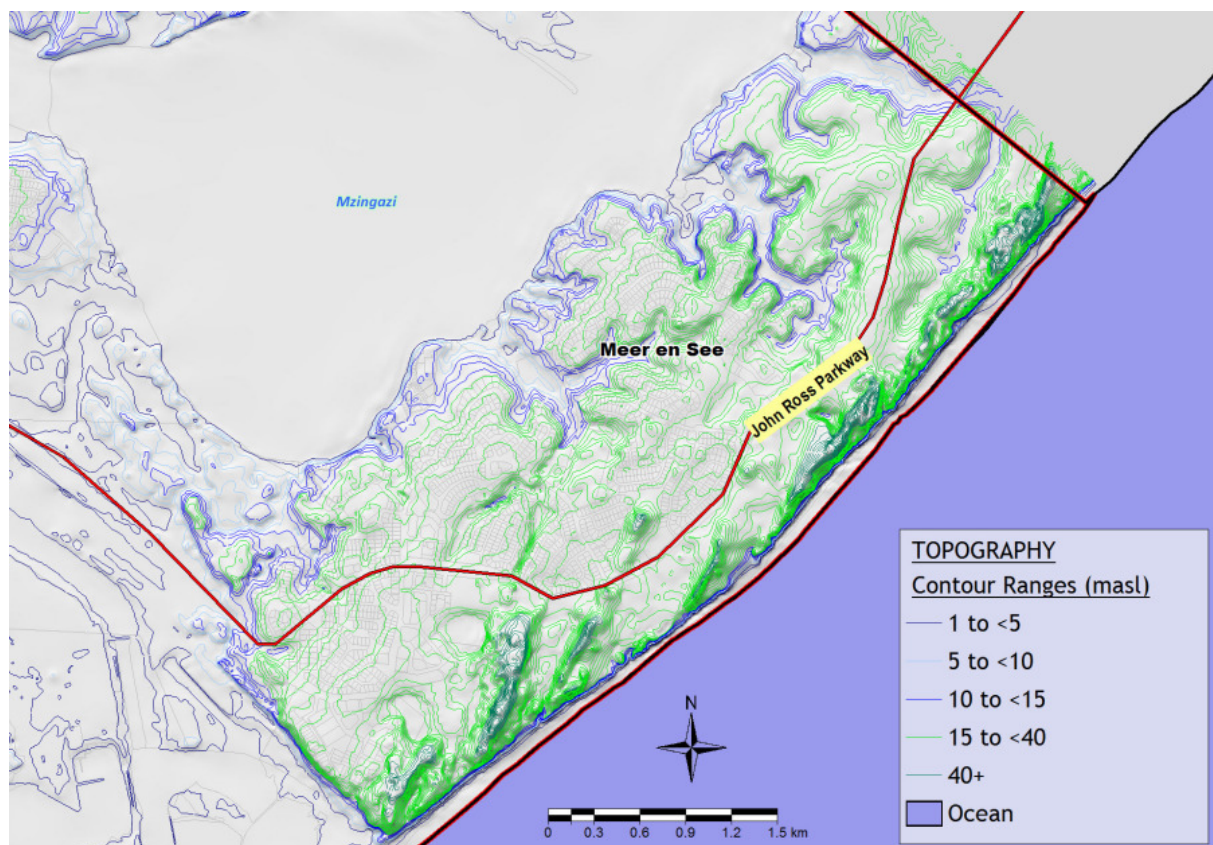 Mzingazi
Meer en See
John Ross Parkway
N
0 0.3 0.6 0.9 1.2 1.5 km
TOPOGRAPHY
Contour Ranges (masl)
1 to <5
5 to <10
10 to <15
15 to <40
40+
Ocean